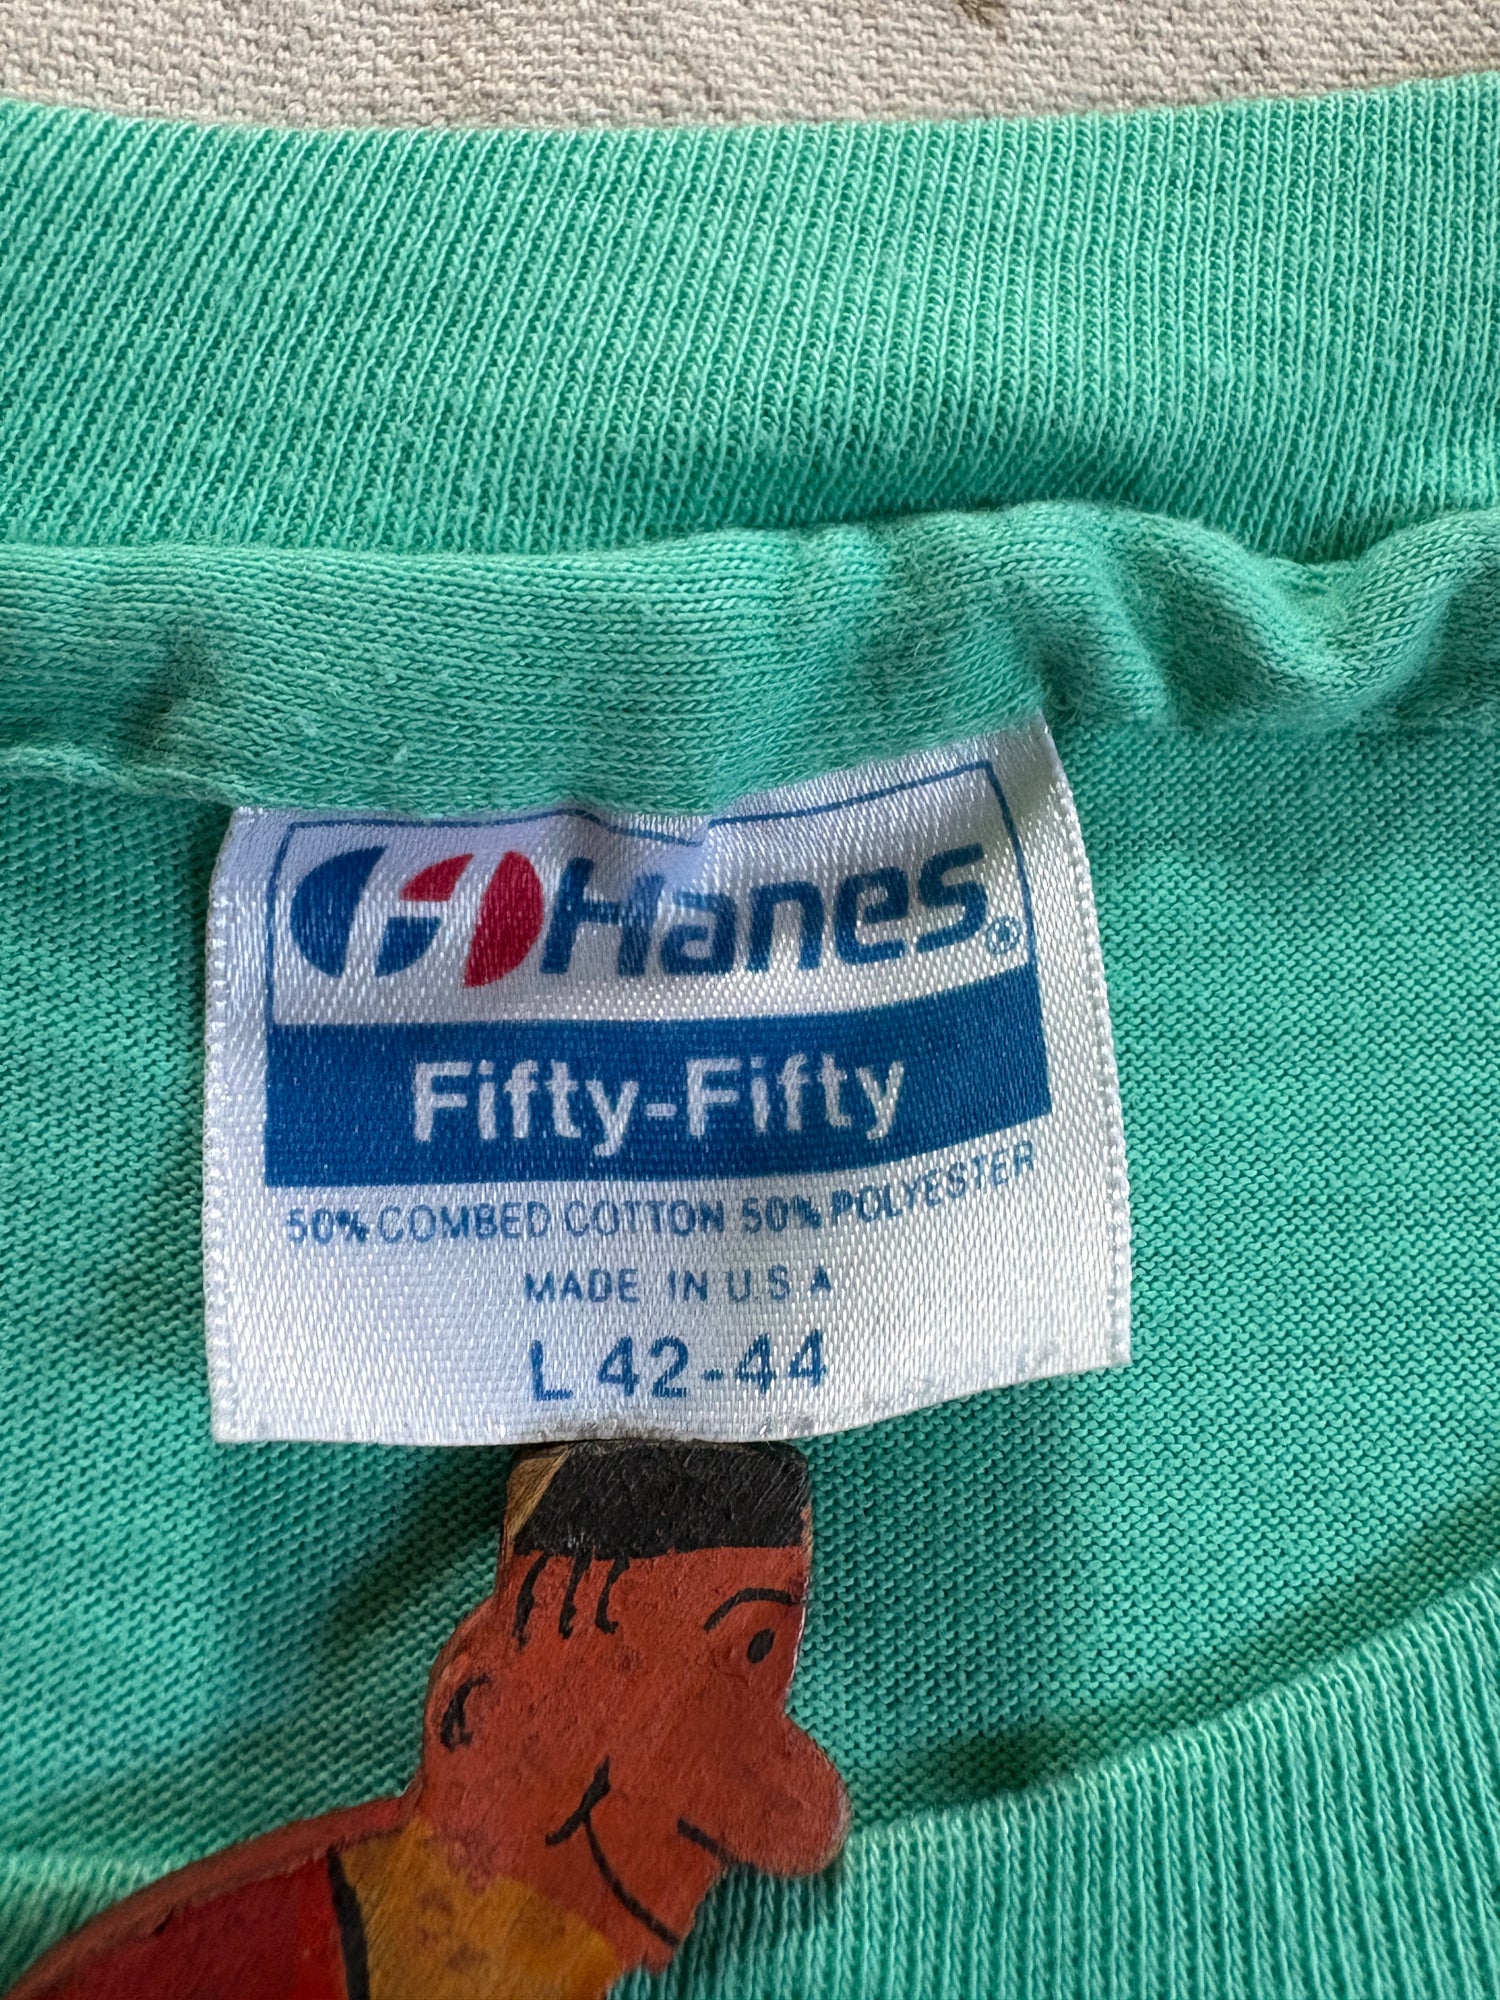 Hanes®
Fifty-Fifty
50% COMBED COTTON 50% POLYESTER
MADE IN U.S.A
L 42-44